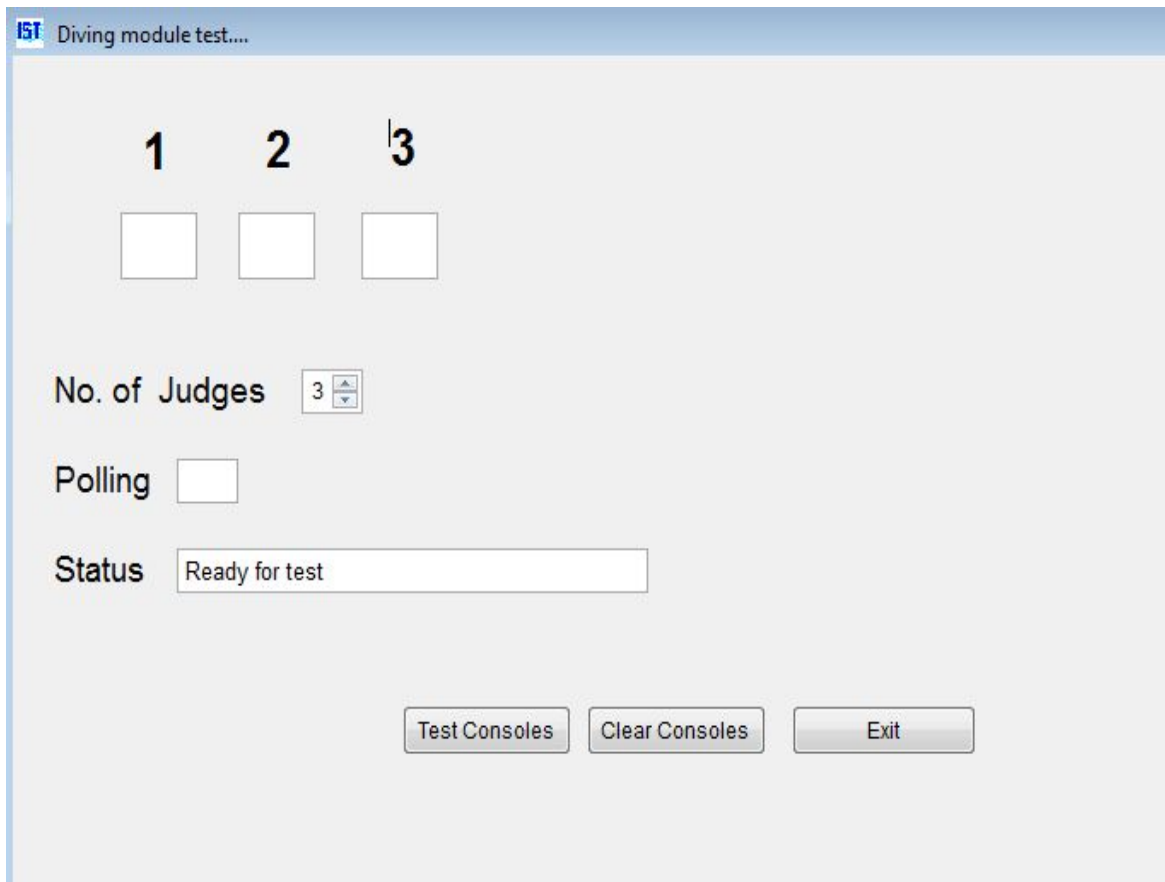 IST Diving module test....
1 2 3
No. of Judges 3
Polling
Status Ready for test
Test Consoles Clear Consoles Exit